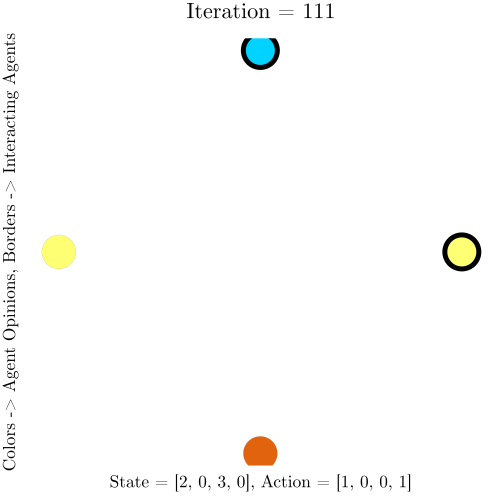 Iteration = 111
Colors -> Agent Opinions, Borders -> Interacting Agents
State = [2, 0, 3, 0], Action = [1, 0, 0, 1]